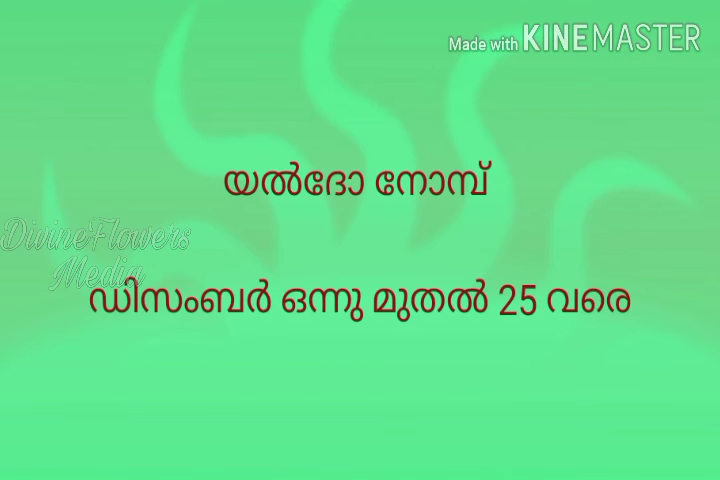 Made with KINEMASTER
യൽദോ നോമ്പ്
DivineFlowers
Media
ഡിസംബർ ഒന്നു മുതൽ 25 വരെ